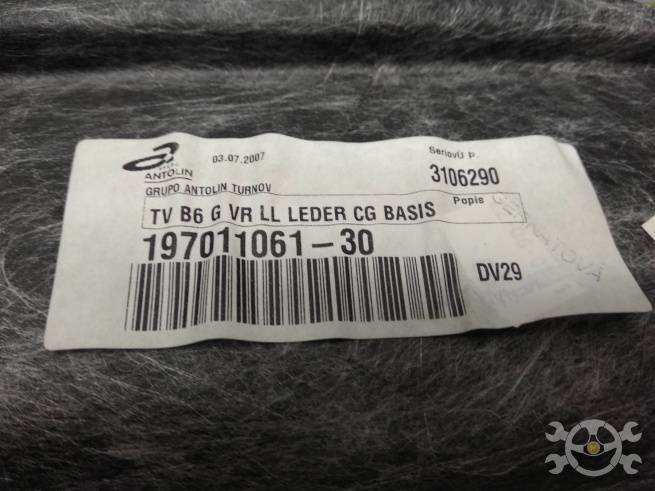 GRUPO
ANTOLIN
03.07.2007
SeriovÚ P.
3106290
GRUPO ANTOLIN TURNOV
Popis
TV B6 G VR LL LEDER CG BASIS
197011061-30
DV29